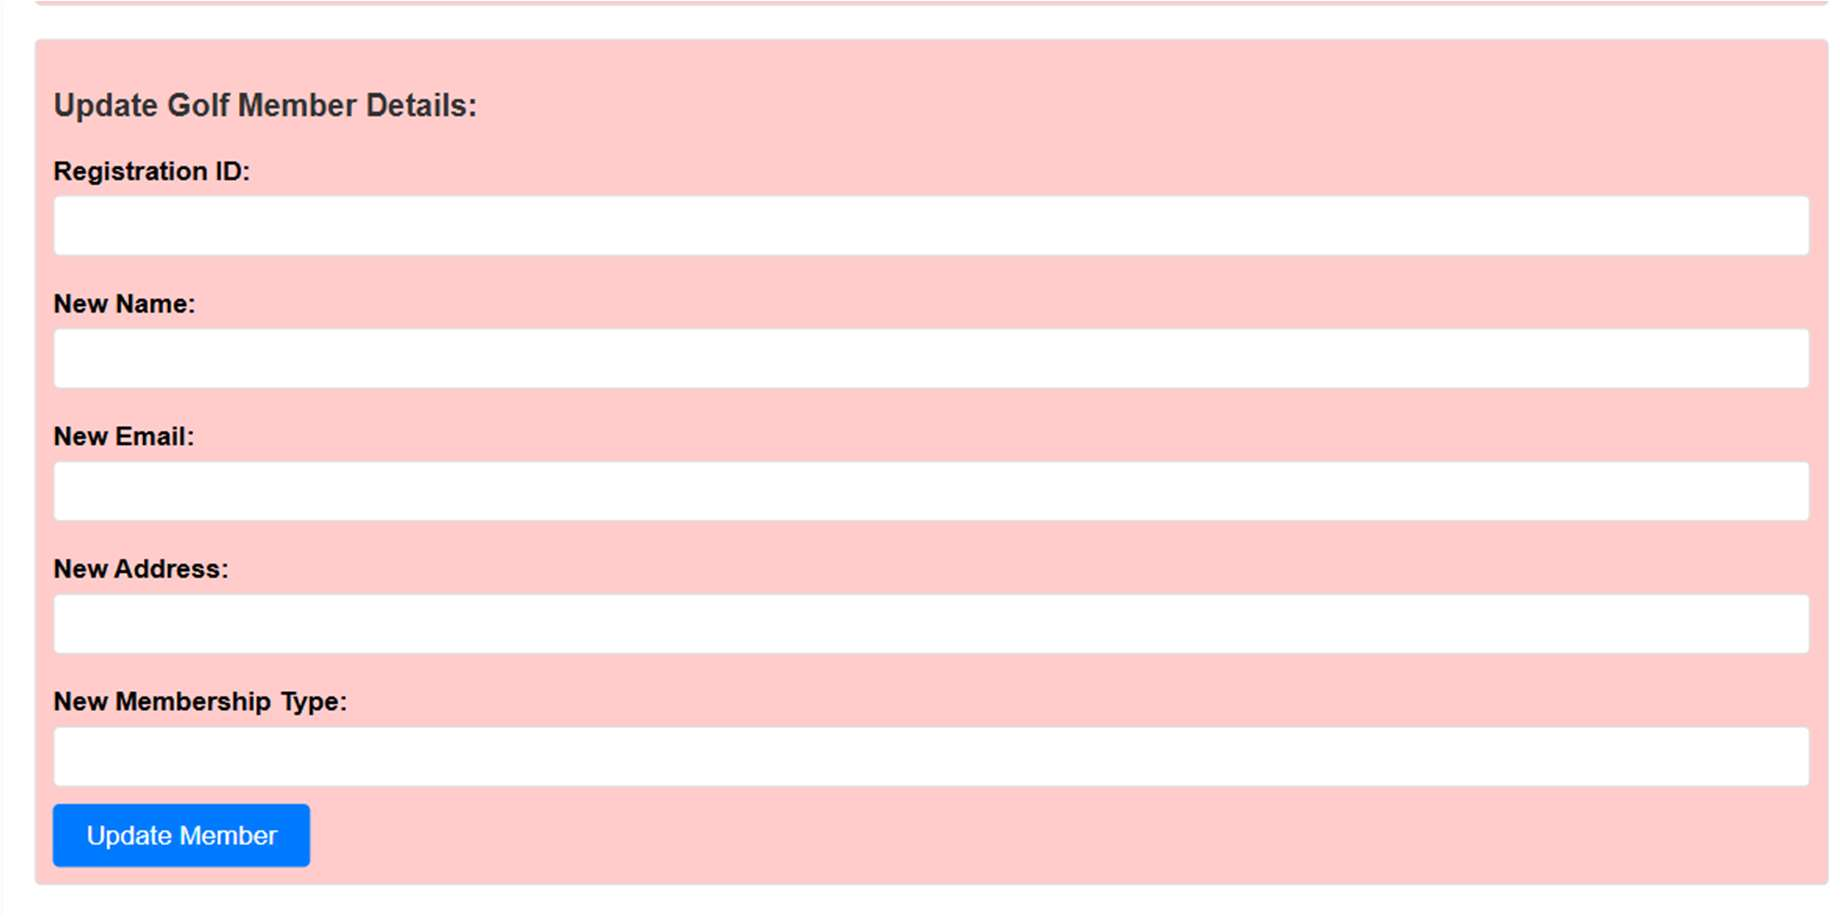 Update Golf Member Details:
Registration ID:
New Name:
New Email:
New Address:
New Membership Type:
Update Member